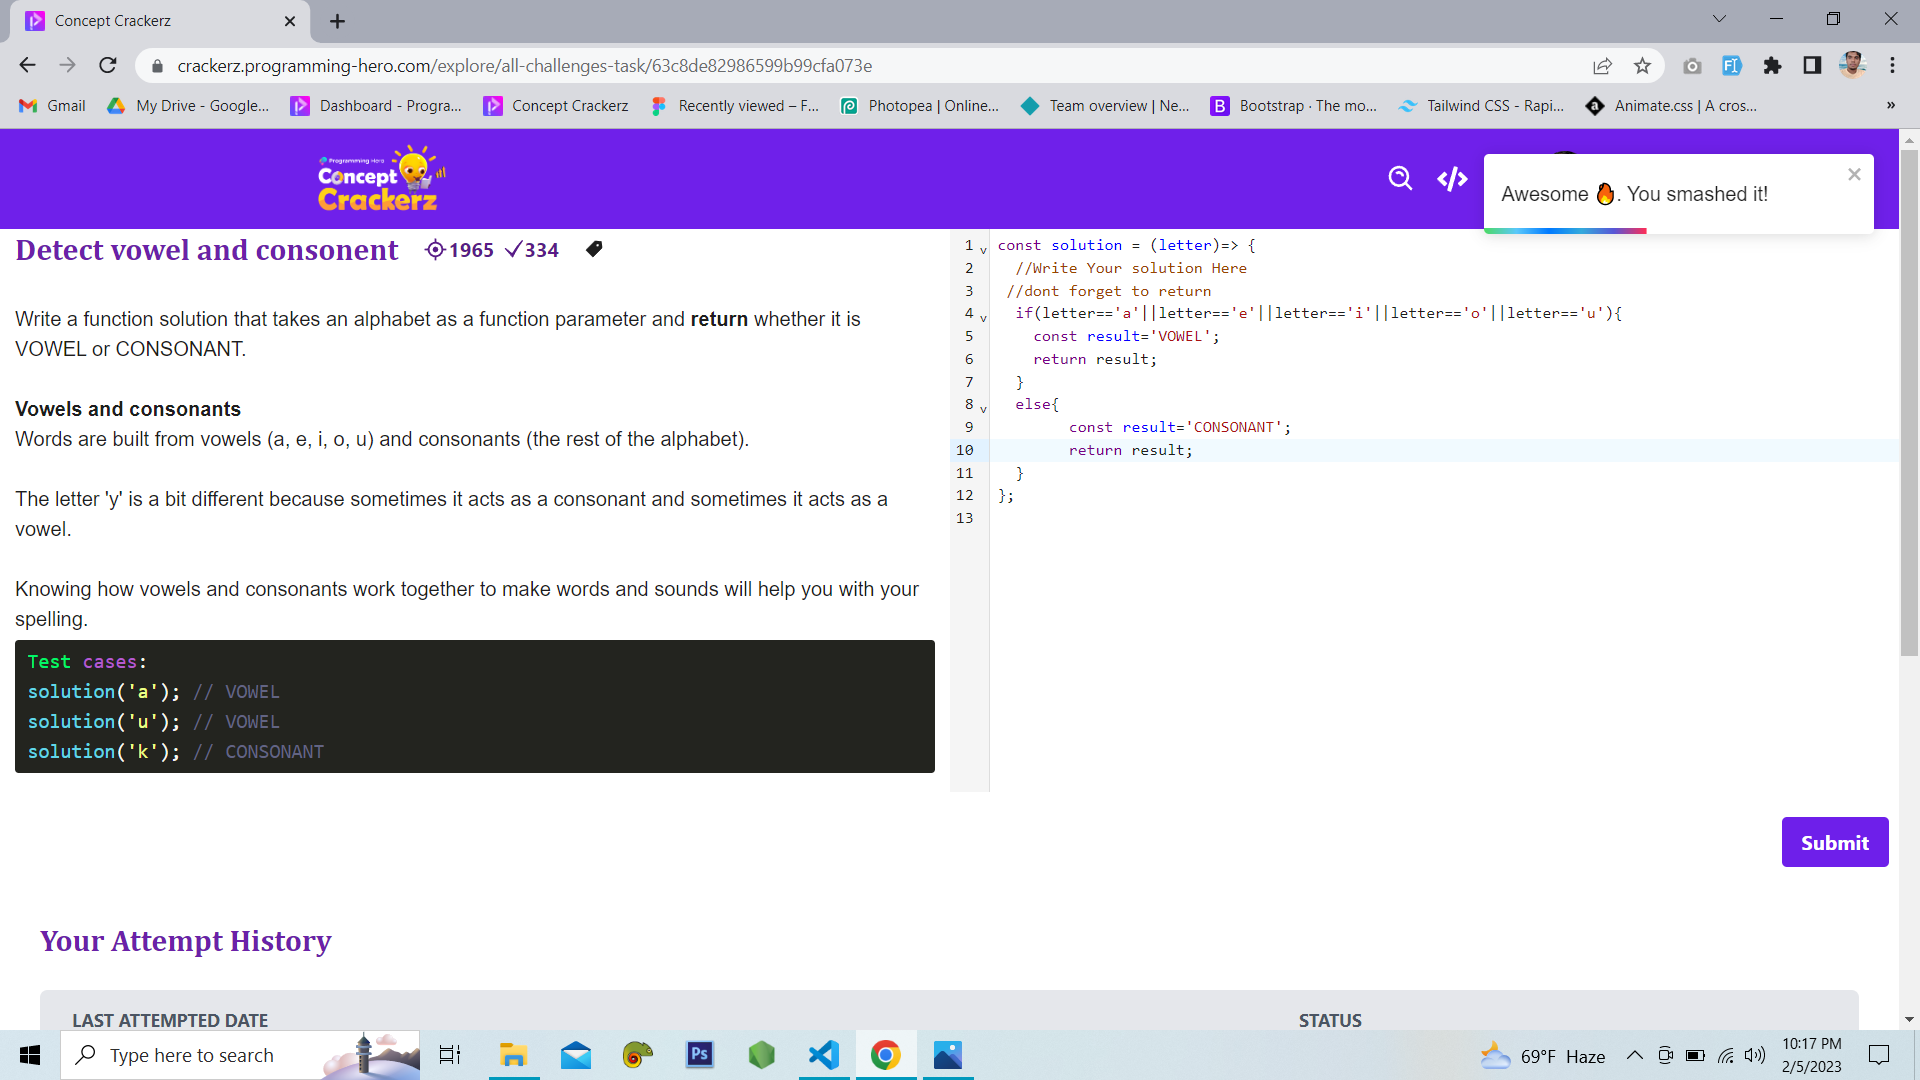 Concept Crackerz
crackerz.programming-hero.com/explore/all-challenges-task/63c8de82986599b99cfa073e
Gmail
My Drive - Google...
Dashboard - Progra...
Concept Crackerz
Recently viewed – F...
Photopea | Online...
Team overview | Ne...
Bootstrap · The mo...
Tailwind CSS - Rapi...
Animate.css | A cros...
»
Programming Hero
Concept
Crackerz
Awesome 🔥. You smashed it!
Detect vowel and consonent 1965 334
Write a function solution that takes an alphabet as a function parameter and return whether it is
VOWEL or CONSONANT.
Vowels and consonants
Words are built from vowels (a, e, i, o, u) and consonants (the rest of the alphabet).
The letter 'y' is a bit different because sometimes it acts as a consonant and sometimes it acts as a
vowel.
Knowing how vowels and consonants work together to make words and sounds will help you with your
spelling.
Test cases:
solution('a'); // VOWEL
solution('u'); // VOWEL
solution('k'); // CONSONANT
1 const solution = (letter)=> {
2 //Write Your solution Here
3 //dont forget to return
4 if(letter=='a'||letter=='e'||letter=='i'||letter=='o'||letter=='u'){
5 const result='VOWEL';
6 return result;
7 }
8 else{
9 const result='CONSONANT';
10 return result;
11 }
12 };
13
Submit
Your Attempt History
LAST ATTEMPTED DATE STATUS
Type here to search
Ps
69°F Haze
10:17 PM
2/5/2023